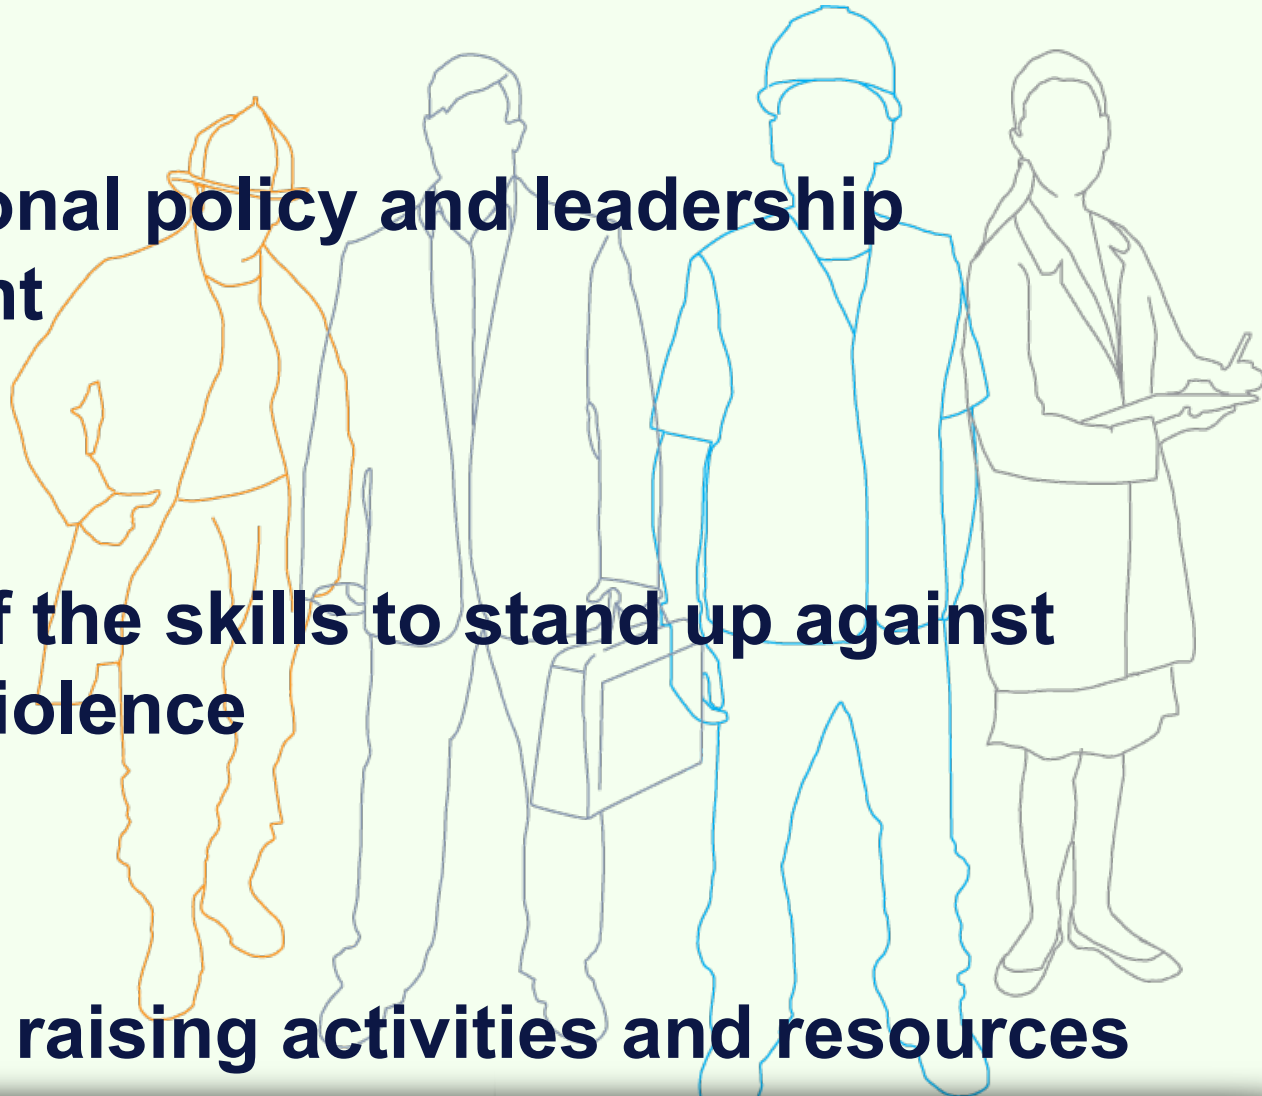 onal policy and leadership
nt
f the skills to stand up against
iolence
raising activities and resources